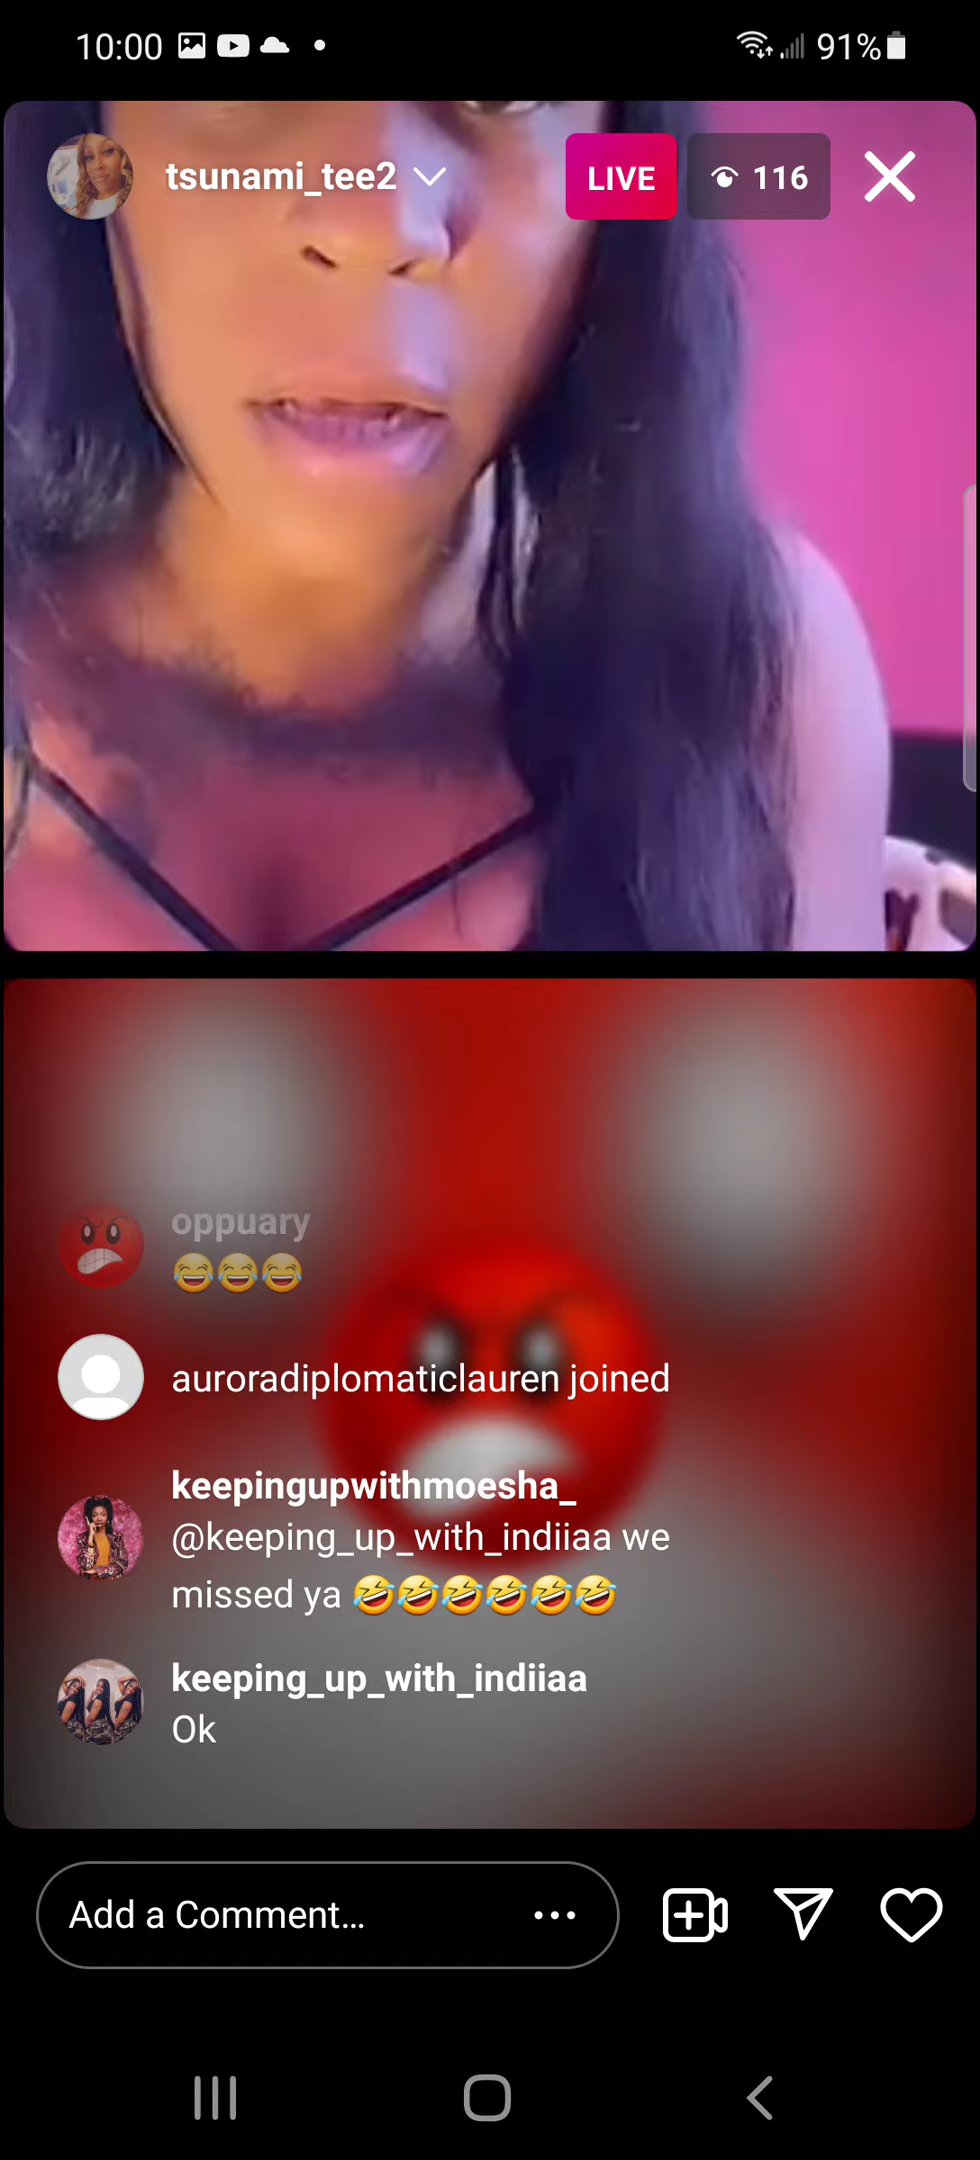 10:00
91%
tsunami_tee2
LIVE
116
oppuary
😂😂😂
auroradiplomaticlauren joined
keepingupwithmoesha_
@keeping_up_with_indiiaa we
missed ya 🤣🤣🤣🤣🤣🤣
keeping_up_with_indiiaa
Ok
Add a Comment...